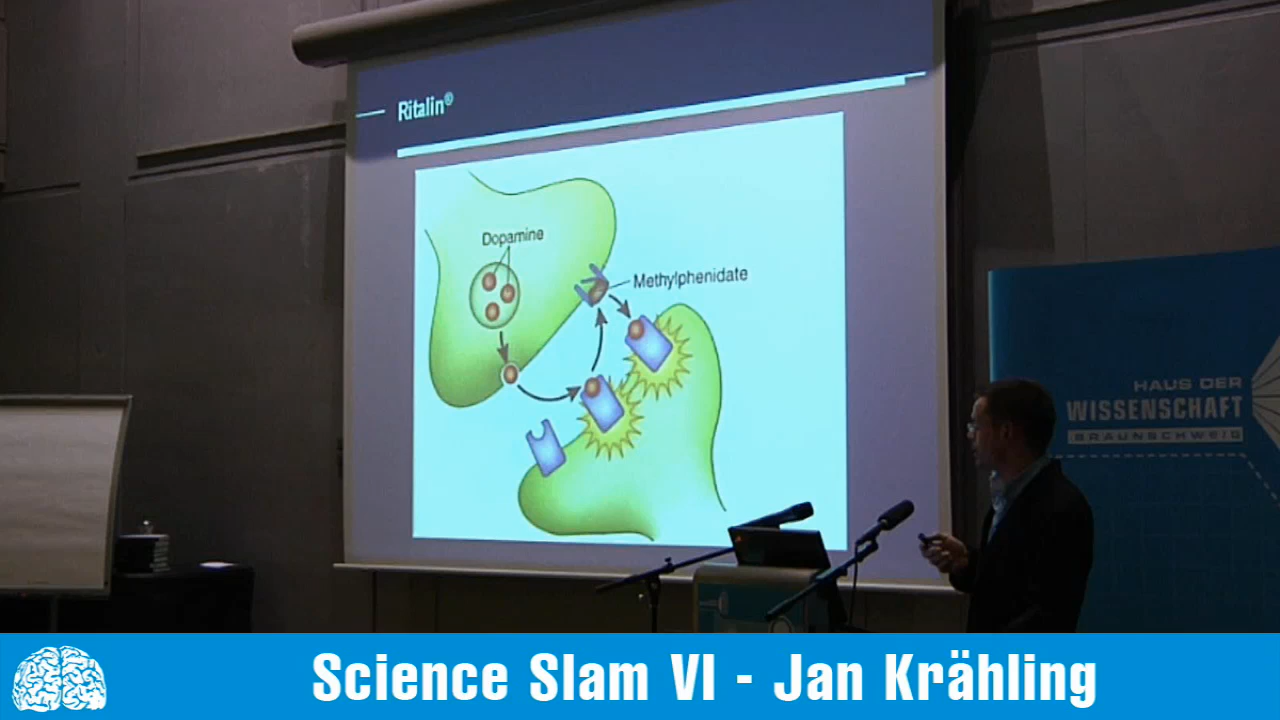 Ritalin®
Dopamine
Methylphenidate
HAUS DER
WISSENSCHAFT
BRAUNSCHWEIG
Science Slam VI - Jan Krähling